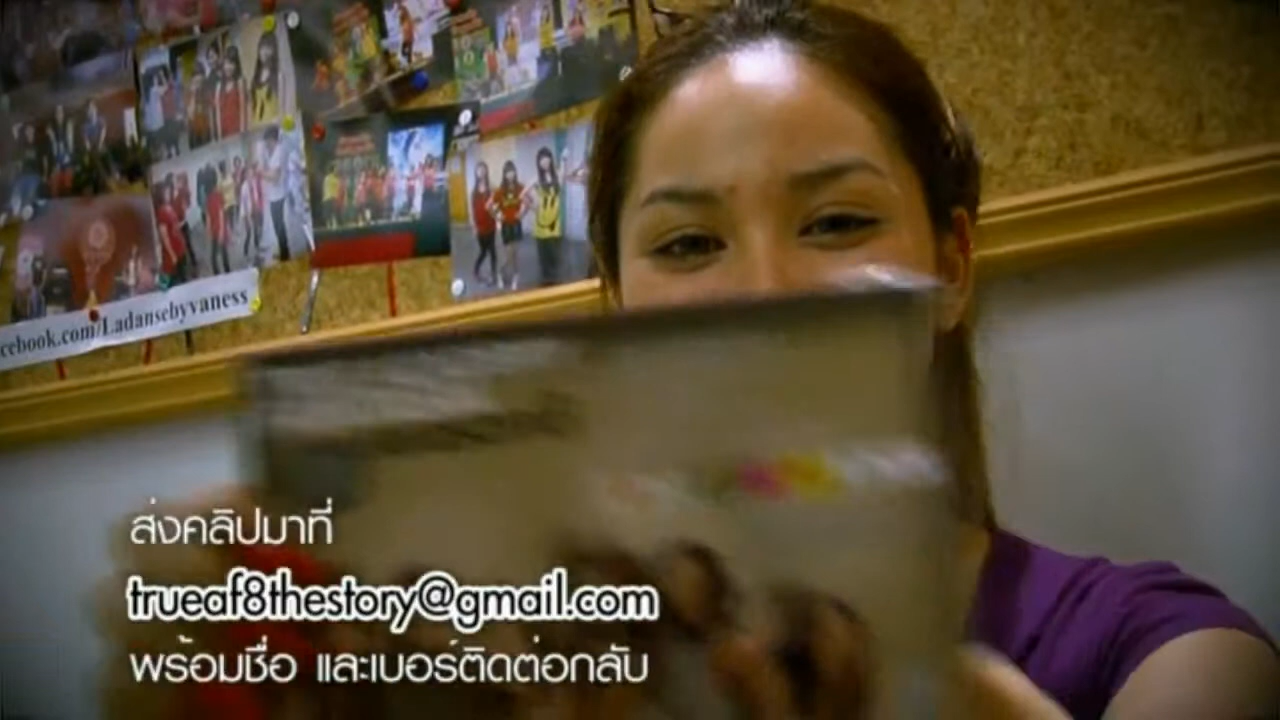 cebook.com/Ladansebyvaness
ส่งคลิปมาที่
trueaf8thestory@gmail.com
พร้อมชื่อ และเบอร์ติดต่อกลับ